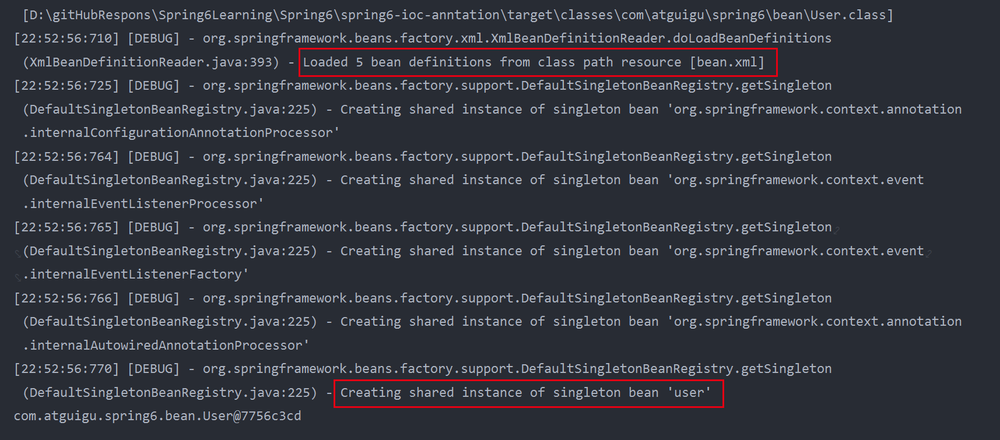 [D:\gitHubRespons\Spring6Learning\Spring6\spring6-ioc-anntation\target\classes\com\atguigu\spring6\bean\User.class]
[22:52:56:710] [DEBUG] - org.springframework.beans.factory.xml.XmlBeanDefinitionReader.doLoadBeanDefinitions
(XmlBeanDefinitionReader.java:393) - Loaded 5 bean definitions from class path resource [bean.xml]
[22:52:56:725] [DEBUG] - org.springframework.beans.factory.support.DefaultSingletonBeanRegistry.getSingleton
(DefaultSingletonBeanRegistry.java:225) - Creating shared instance of singleton bean 'org.springframework.context.annotation
.internalConfigurationAnnotationProcessor'
[22:52:56:764] [DEBUG] - org.springframework.beans.factory.support.DefaultSingletonBeanRegistry.getSingleton
(DefaultSingletonBeanRegistry.java:225) - Creating shared instance of singleton bean 'org.springframework.context.event
.internalEventListenerProcessor'
[22:52:56:765] [DEBUG] - org.springframework.beans.factory.support.DefaultSingletonBeanRegistry.getSingleton
(DefaultSingletonBeanRegistry.java:225) - Creating shared instance of singleton bean 'org.springframework.context.event
.internalEventListenerFactory'
[22:52:56:766] [DEBUG] - org.springframework.beans.factory.support.DefaultSingletonBeanRegistry.getSingleton
(DefaultSingletonBeanRegistry.java:225) - Creating shared instance of singleton bean 'org.springframework.context.annotation
.internalAutowiredAnnotationProcessor'
[22:52:56:770] [DEBUG] - org.springframework.beans.factory.support.DefaultSingletonBeanRegistry.getSingleton
(DefaultSingletonBeanRegistry.java:225) - Creating shared instance of singleton bean 'user'
com.atguigu.spring6.bean.User@7756c3cd